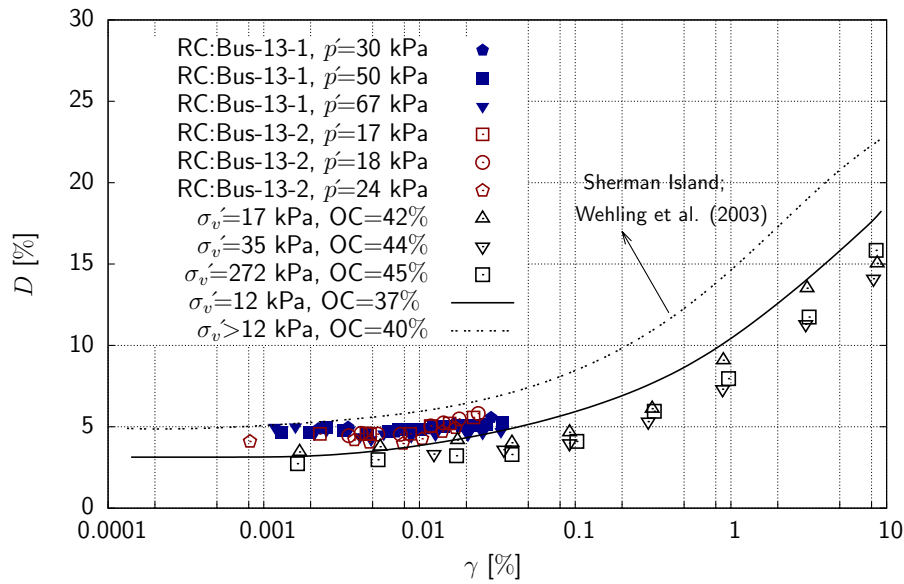 30
25
20
15
10
5
0
D [%]
RC:Bus-13-1, p′=30 kPa
RC:Bus-13-1, p′=50 kPa
RC:Bus-13-1, p′=67 kPa
RC:Bus-13-2, p′=17 kPa
RC:Bus-13-2, p′=18 kPa
RC:Bus-13-2, p′=24 kPa
σv′=17 kPa, OC=42%
σv′=35 kPa, OC=44%
σv′=272 kPa, OC=45%
σv′=12 kPa, OC=37%
σv′>12 kPa, OC=40%
Sherman Island;
Wehling et al. (2003)
0.0001 0.001 0.01 0.1 1 10
γ [%]